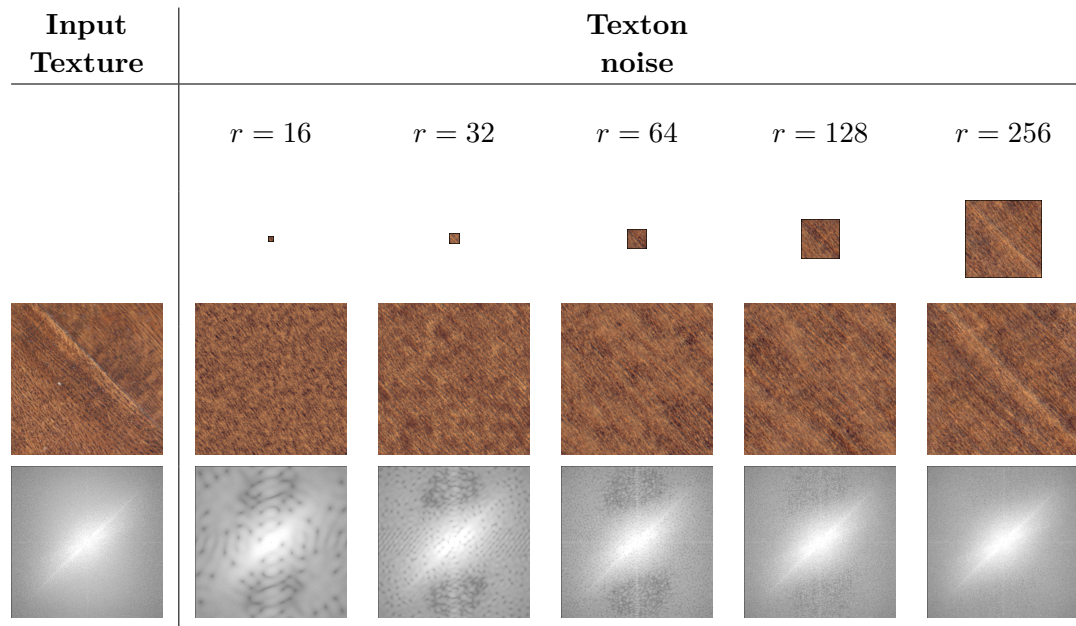 Input Texture
Texton noise
r = 16 r = 32 r = 64 r = 128 r = 256